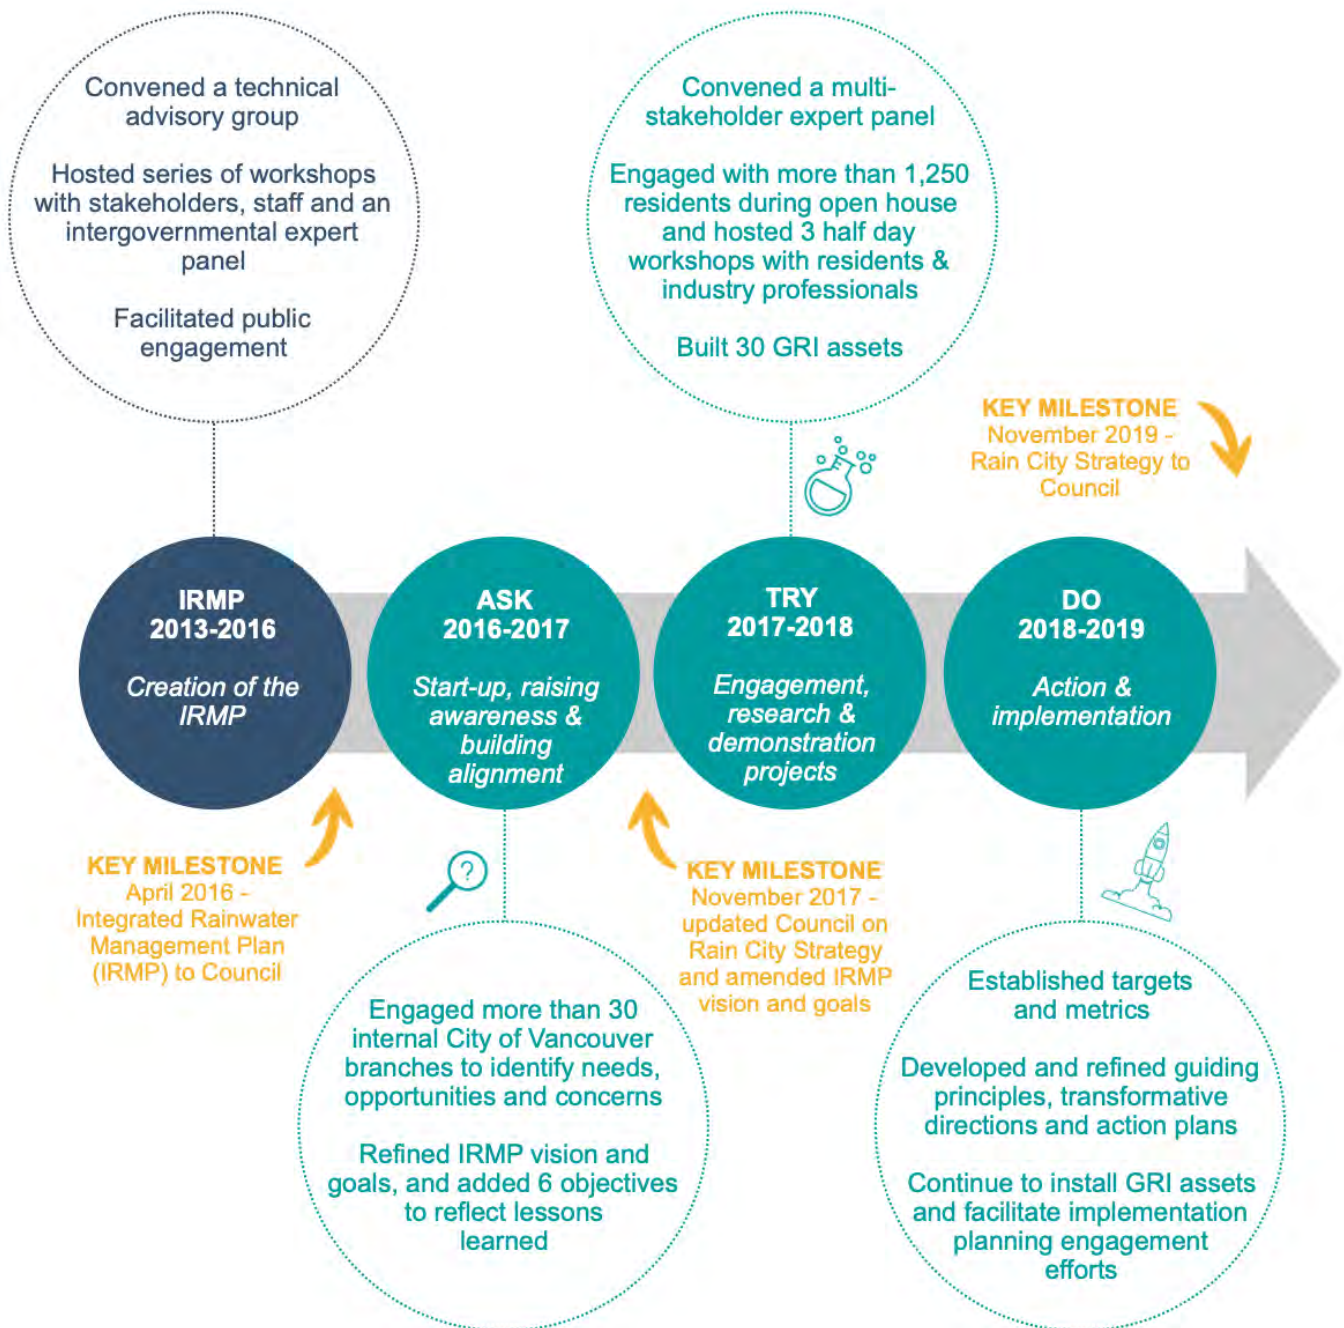 Convened a technical
advisory group
Hosted series of workshops
with stakeholders, staff and an
intergovernmental expert
panel
Facilitated public
engagement
Convened a multi-
stakeholder expert panel
Engaged with more than 1,250
residents during open house
and hosted 3 half day
workshops with residents &
industry professionals
Built 30 GRI assets
KEY MILESTONE
November 2019 -
Rain City Strategy to
Council
IRMP
2013-2016
Creation of the
IRMP
ASK
2016-2017
Start-up, raising
awareness &
building
alignment
TRY
2017-2018
Engagement,
research &
demonstration
projects
DO
2018-2019
Action &
implementation
KEY MILESTONE
April 2016 -
Integrated Rainwater
Management Plan
(IRMP) to Council
?
KEY MILESTONE
November 2017 -
updated Council on
Rain City Strategy
and amended IRMP
vision and goals
Engaged more than 30
internal City of Vancouver
branches to identify needs,
opportunities and concerns
Refined IRMP vision and
goals, and added 6 objectives
to reflect lessons
learned
Established targets
and metrics
Developed and refined guiding
principles, transformative
directions and action plans
Continue to install GRI assets
and facilitate implementation
planning engagement
efforts